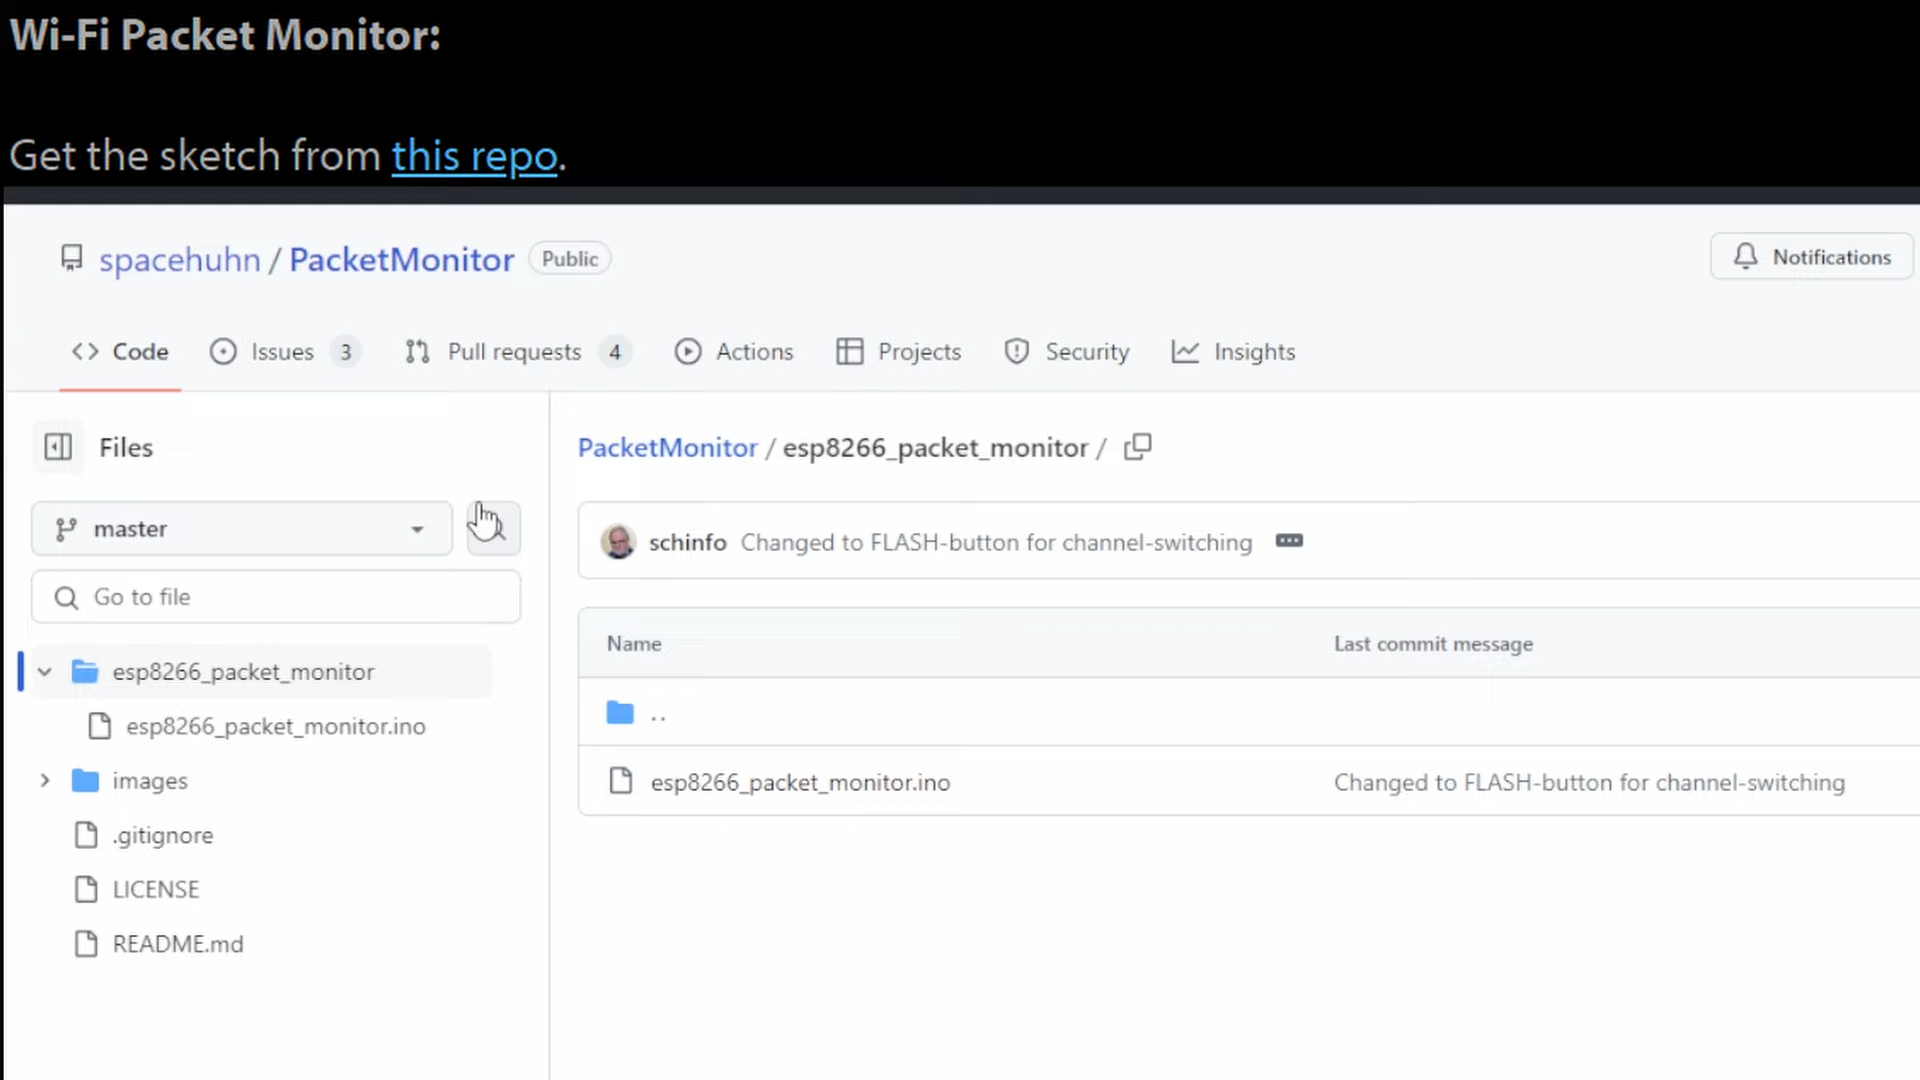 Wi-Fi Packet Monitor:
Get the sketch from this repo.
spacehuhn / PacketMonitor Public
Notifications
Code Issues 3 Pull requests 4 Actions Projects Security Insights
Files
master
Go to file
esp8266_packet_monitor
esp8266_packet_monitor.ino
images
.gitignore
LICENSE
README.md
PacketMonitor / esp8266_packet_monitor /
schinfo Changed to FLASH-button for channel-switching
Name Last commit message
..
esp8266_packet_monitor.ino Changed to FLASH-button for channel-switching